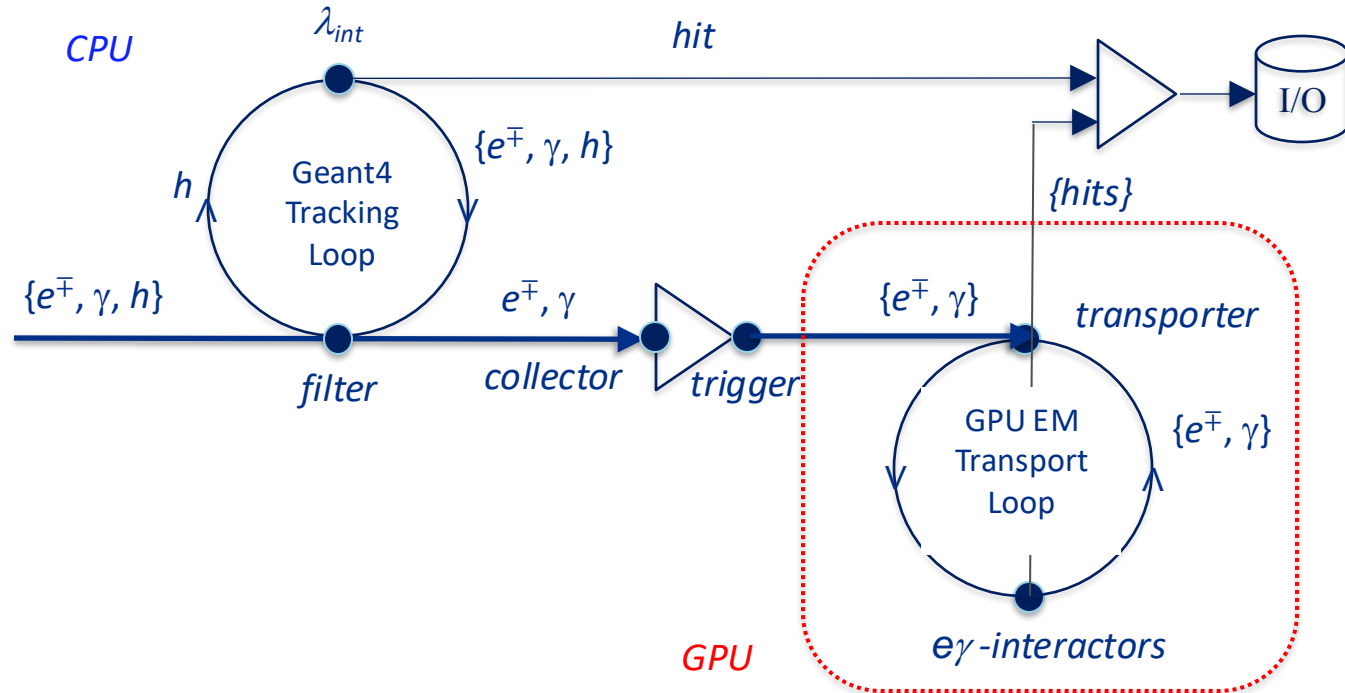 CPU
λint
hit
I/O
{e∓, γ, h}
h
Geant4
Tracking
Loop
{hits}
{e∓, γ, h}
e∓, γ
{e∓, γ}
transporter
filter
collector
trigger
GPU EM
Transport
Loop
{e∓, γ}
GPU
eγ -interactors